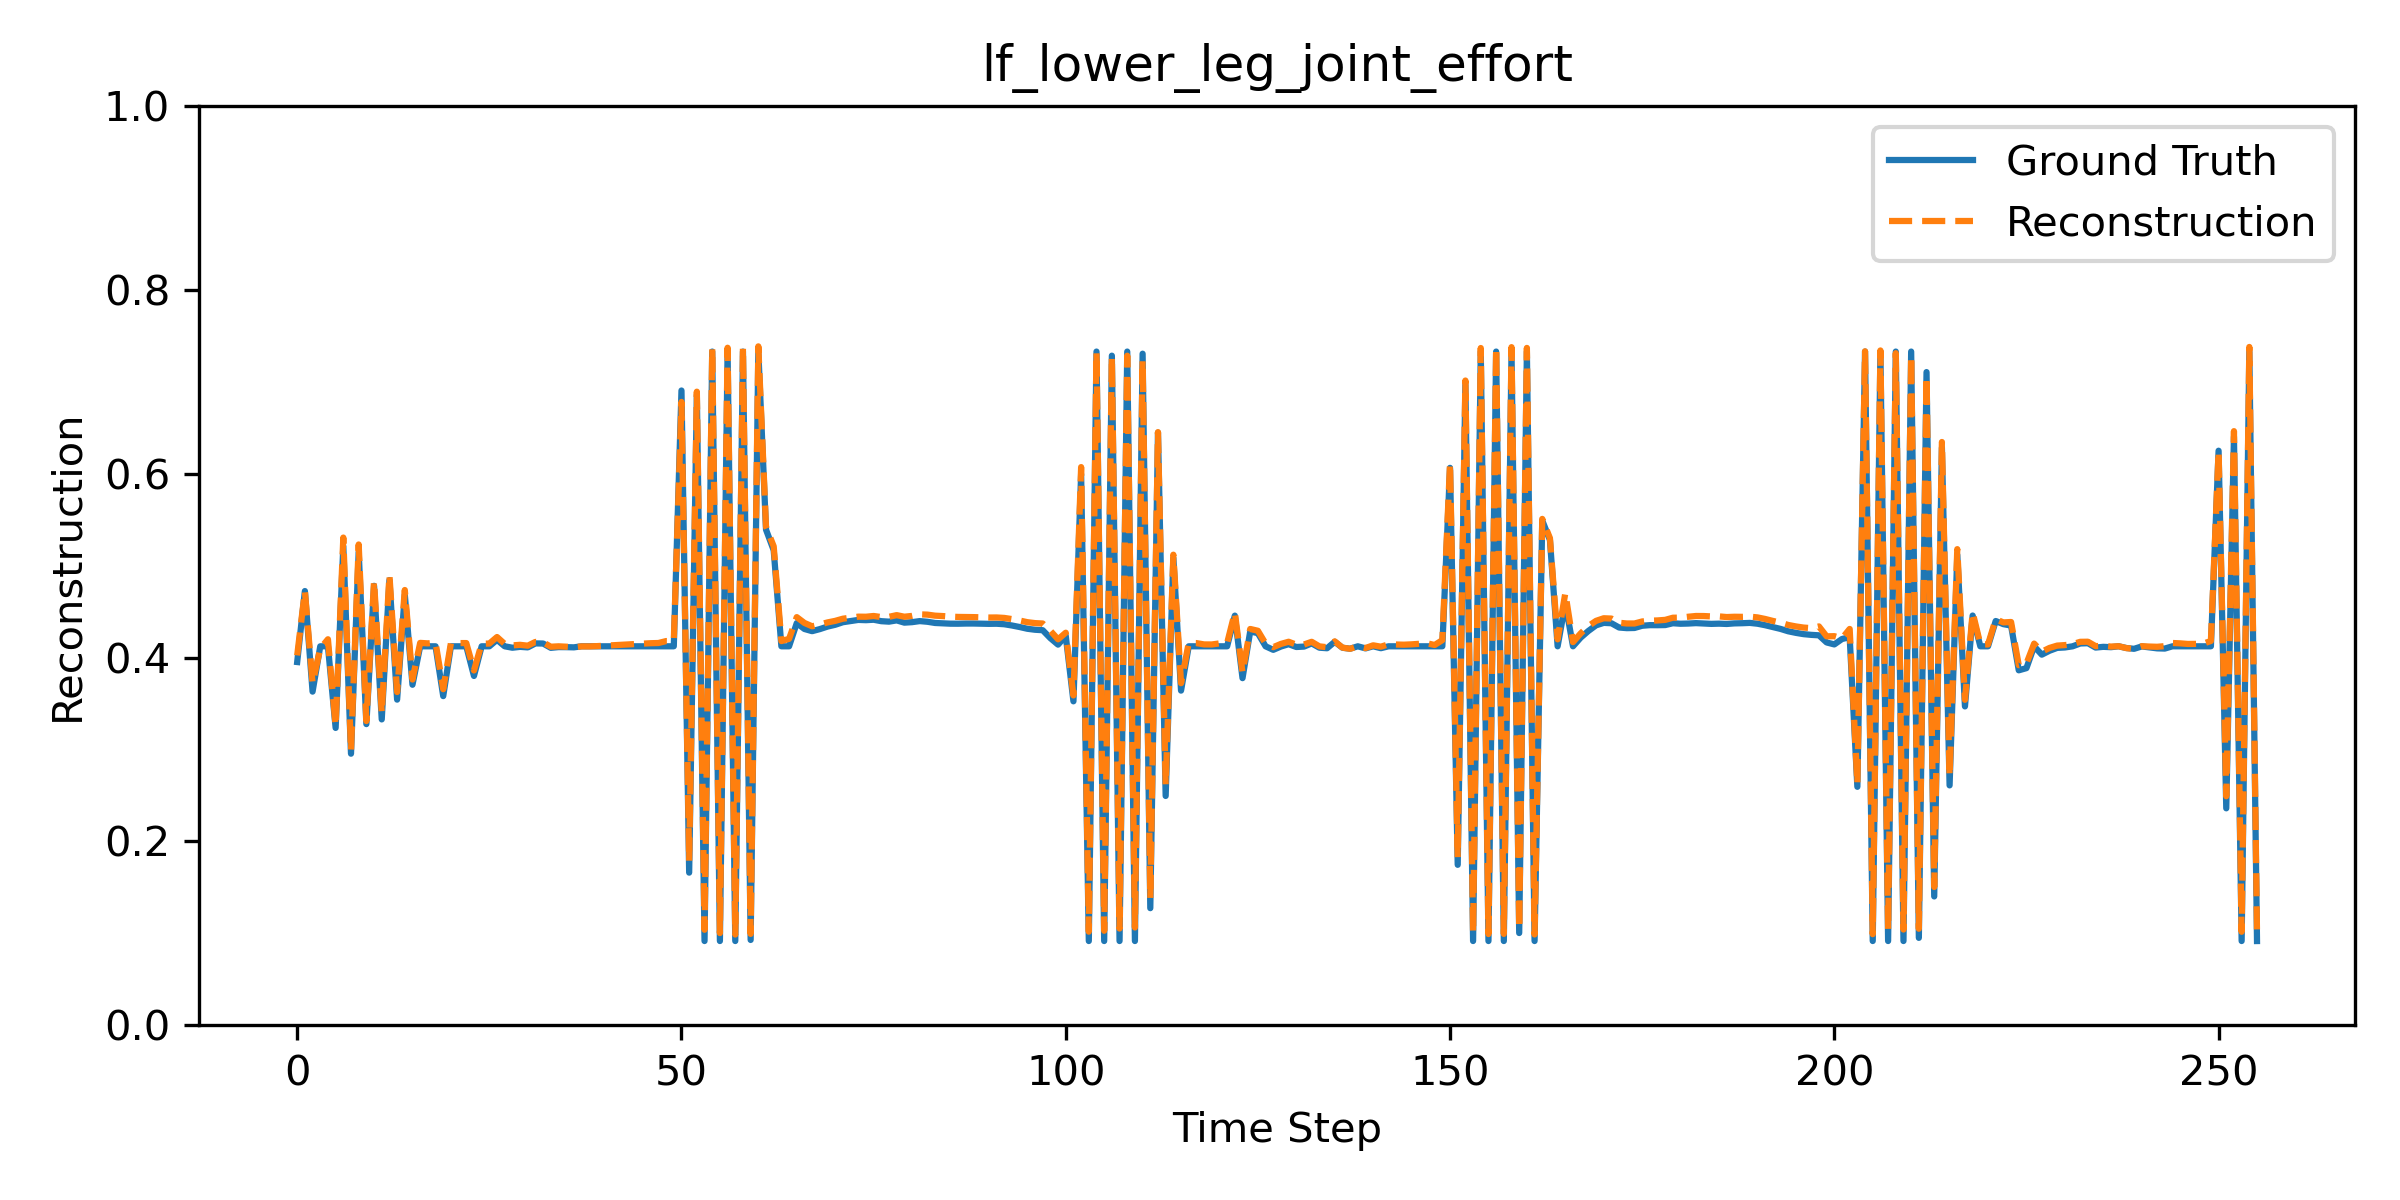 lf_lower_leg_joint_effort
1.0
0.8
0.6
0.4
0.2
0.0
Reconstruction
Ground Truth
Reconstruction
0 50 100 150 200 250
Time Step